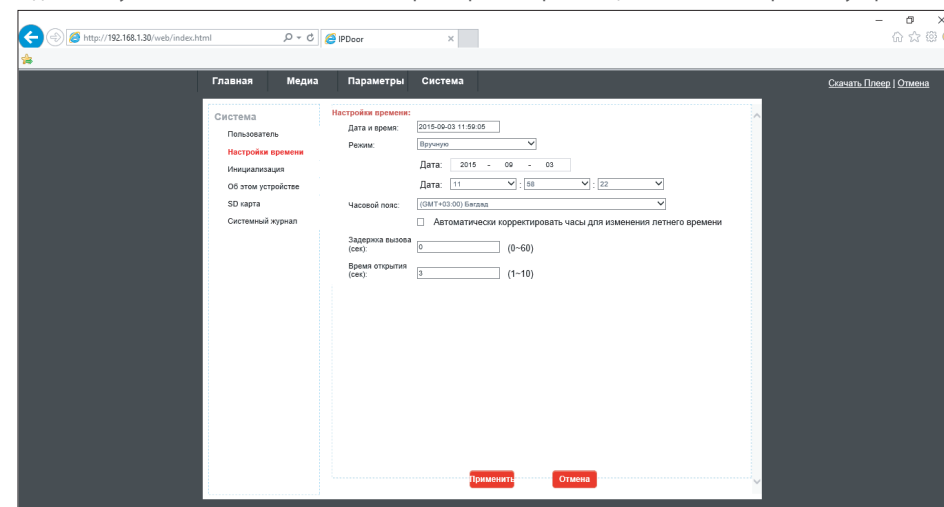 http://192.168.1.30/web/index.html
IPDoor
Главная Медиа Параметры Система
Скачать Плеер | Отмена
Система
Пользователь
Настройки времени
Инициализация
Об этом устройстве
SD карта
Системный журнал
Настройки времени:
Дата и время: 2015-09-03 11:59:05
Режим: Вручную
Дата: 2015 - 09 - 03
Дата: 11 : 58 : 22
Часовой пояс: (GMT+03:00) Багдад
Автоматически корректировать часы для изменения летнего времени
Задержка вызова
(сек): 0 (0~60)
Время открытия
(сек): 3 (1~10)
Применить Отмена